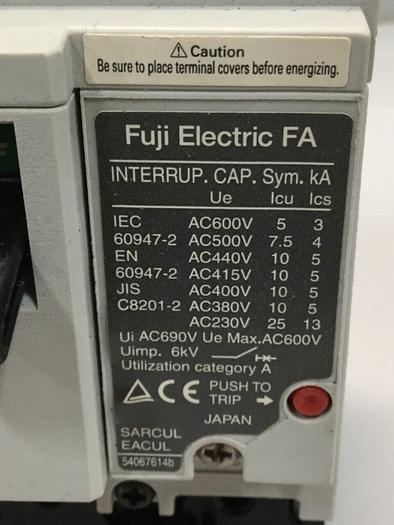 ⚠ Caution
Be sure to place terminal covers before energizing.
Fuji Electric FA
INTERRUP. CAP. Sym. kA
Ue Icu Ics
IEC AC600V 5 3
60947-2 AC500V 7.5 4
EN AC440V 10 5
60947-2 AC415V 10 5
JIS AC400V 10 5
C8201-2 AC380V 10 5
AC230V 25 13
Ui AC690V Ue Max.AC600V
Uimp. 6kV
Utilization category A
CE PUSH TO
TRIP →
JAPAN
SARCUL
EACUL
54067614b